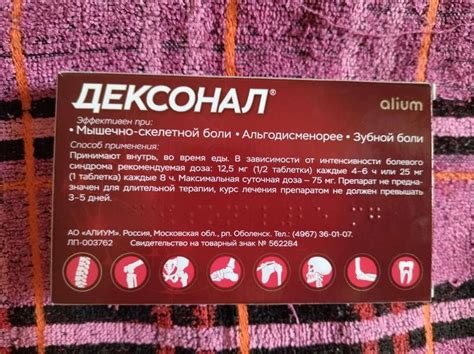 ДЕКСОНАЛ®
alium
Эффективен при:
• Мышечно-скелетной боли • Альгодисменорее • Зубной боли
Способ применения:
Принимают внутрь, во время еды. В зависимости от интенсивности болевого
синдрома рекомендуемая доза: 12,5 мг (1/2 таблетки) каждые 4-6 ч или 25 мг
(1 таблетка) каждые 8 ч. Максимальная суточная доза – 75 мг. Препарат не предна-
значен для длительной терапии, курс лечения препаратом не должен превышать
3-5 дней.
АО «АЛИУМ». Россия, Московская обл., рп. Оболенск. Тел.: (4967) 36-01-07.
ЛП-003762 Свидетельство на товарный знак № 562284